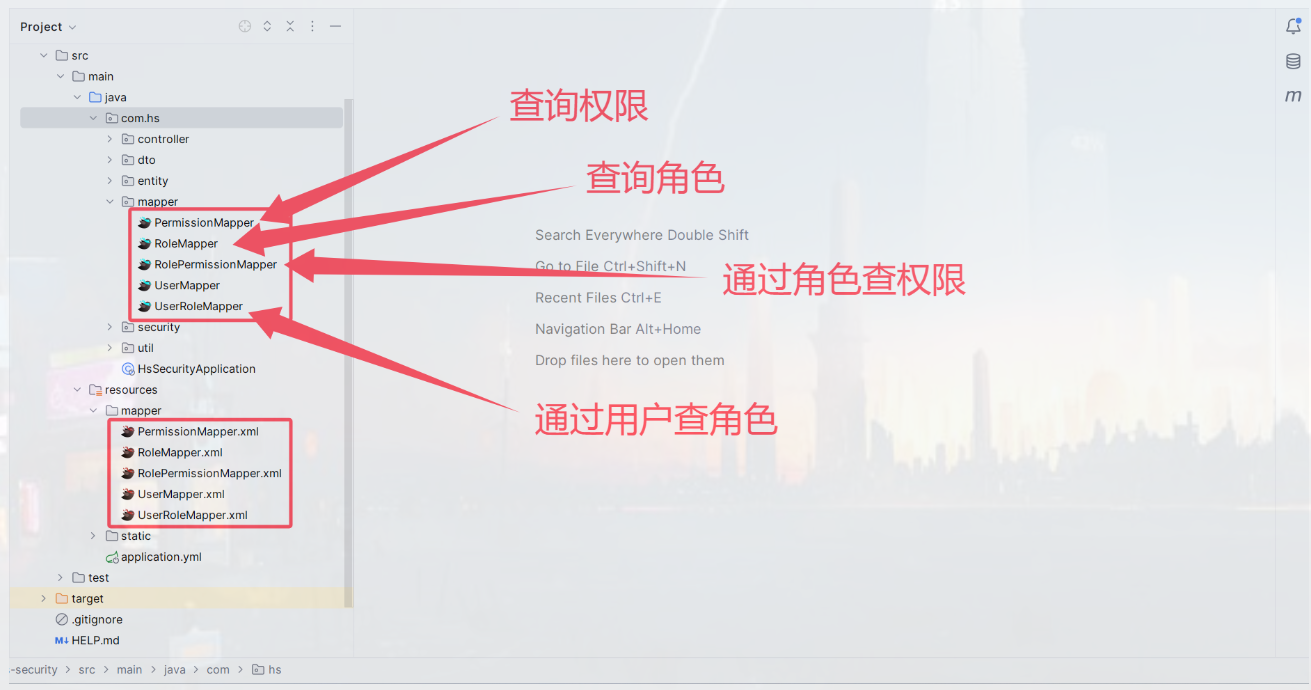 Project
src
main
java
com.hs
controller
dto
entity
mapper
PermissionMapper
RoleMapper
RolePermissionMapper
UserMapper
UserRoleMapper
security
util
HsSecurityApplication
resources
mapper
PermissionMapper.xml
RoleMapper.xml
RolePermissionMapper.xml
UserMapper.xml
UserRoleMapper.xml
static
application.yml
test
target
.gitignore
M↓ HELP.md
查询权限
查询角色
Search Everywhere Double Shift
Go to File Ctrl+Shift+N
通过角色查权限
Recent Files Ctrl+E
Navigation Bar Alt+Home
Drop files here to open them
通过用户查角色
m
-security > src > main > java > com > hs